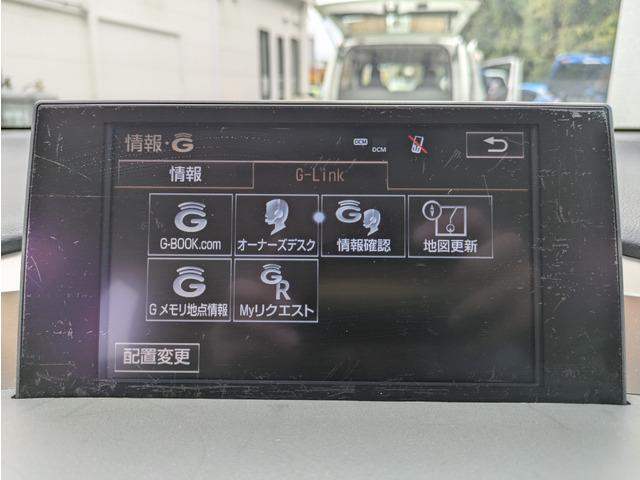 情報:G
DCM
DCM
情報
G-Link
G-BOOK.com
オーナーズデスク
情報確認
地図更新
G メモリ地点情報
Myリクエスト
配置変更